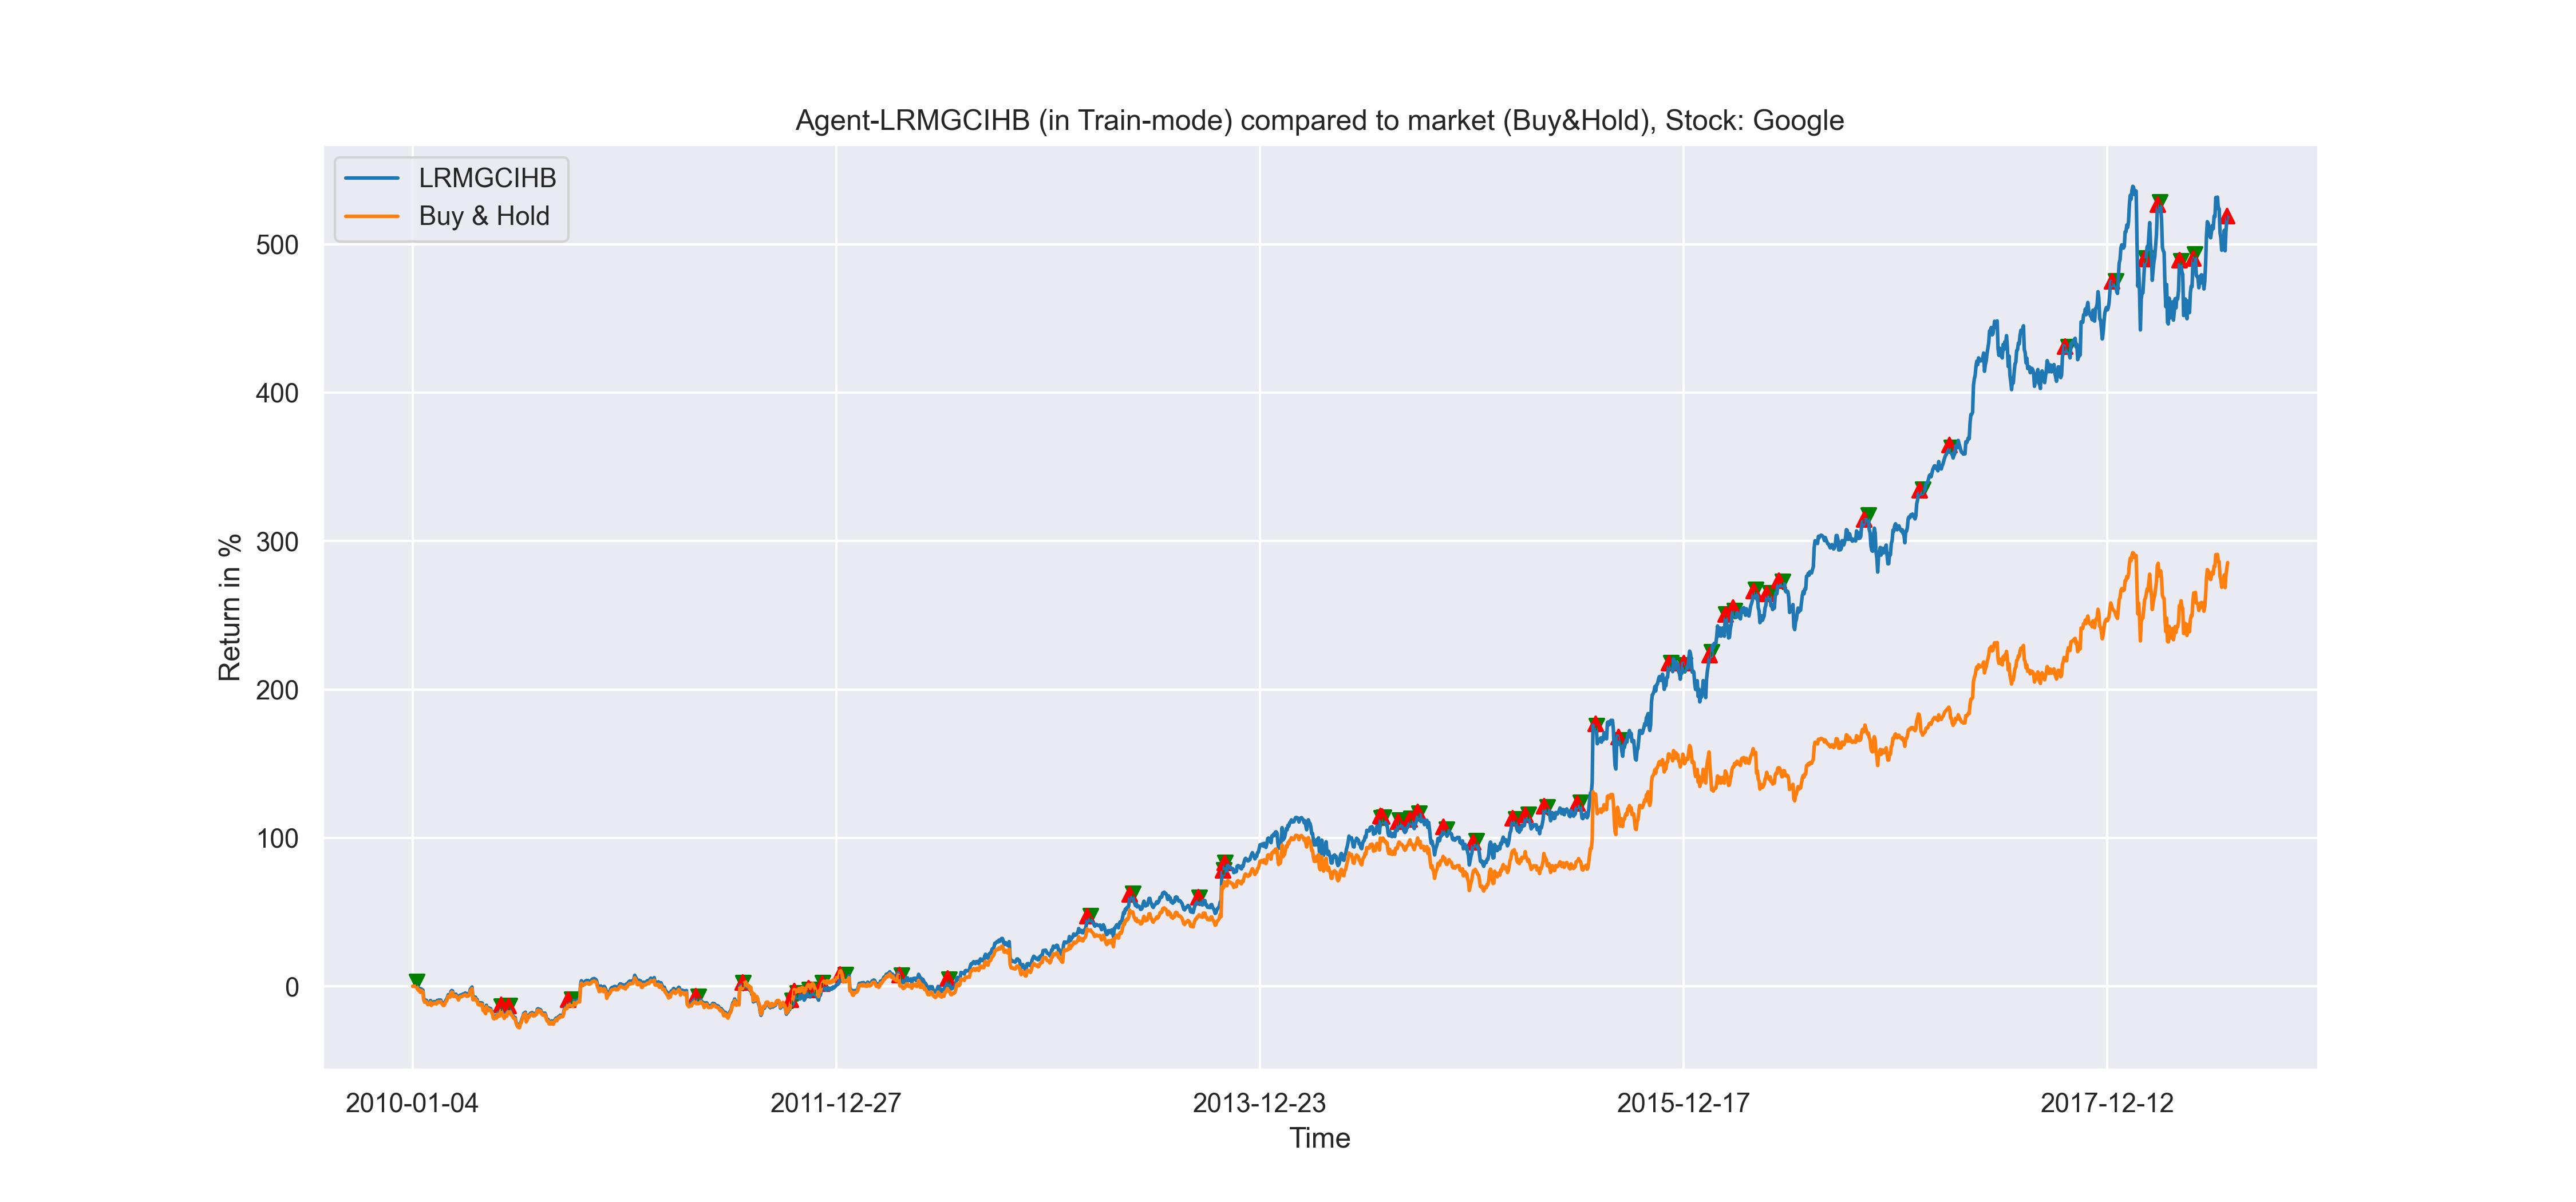 Agent-LRMGCIHB (in Train-mode) compared to market (Buy&Hold), Stock: Google
LRMGCIHB
Buy & Hold
Return in %
500
400
300
200
100
0
2010-01-04
2011-12-27
2013-12-23
2015-12-17
2017-12-12
Time